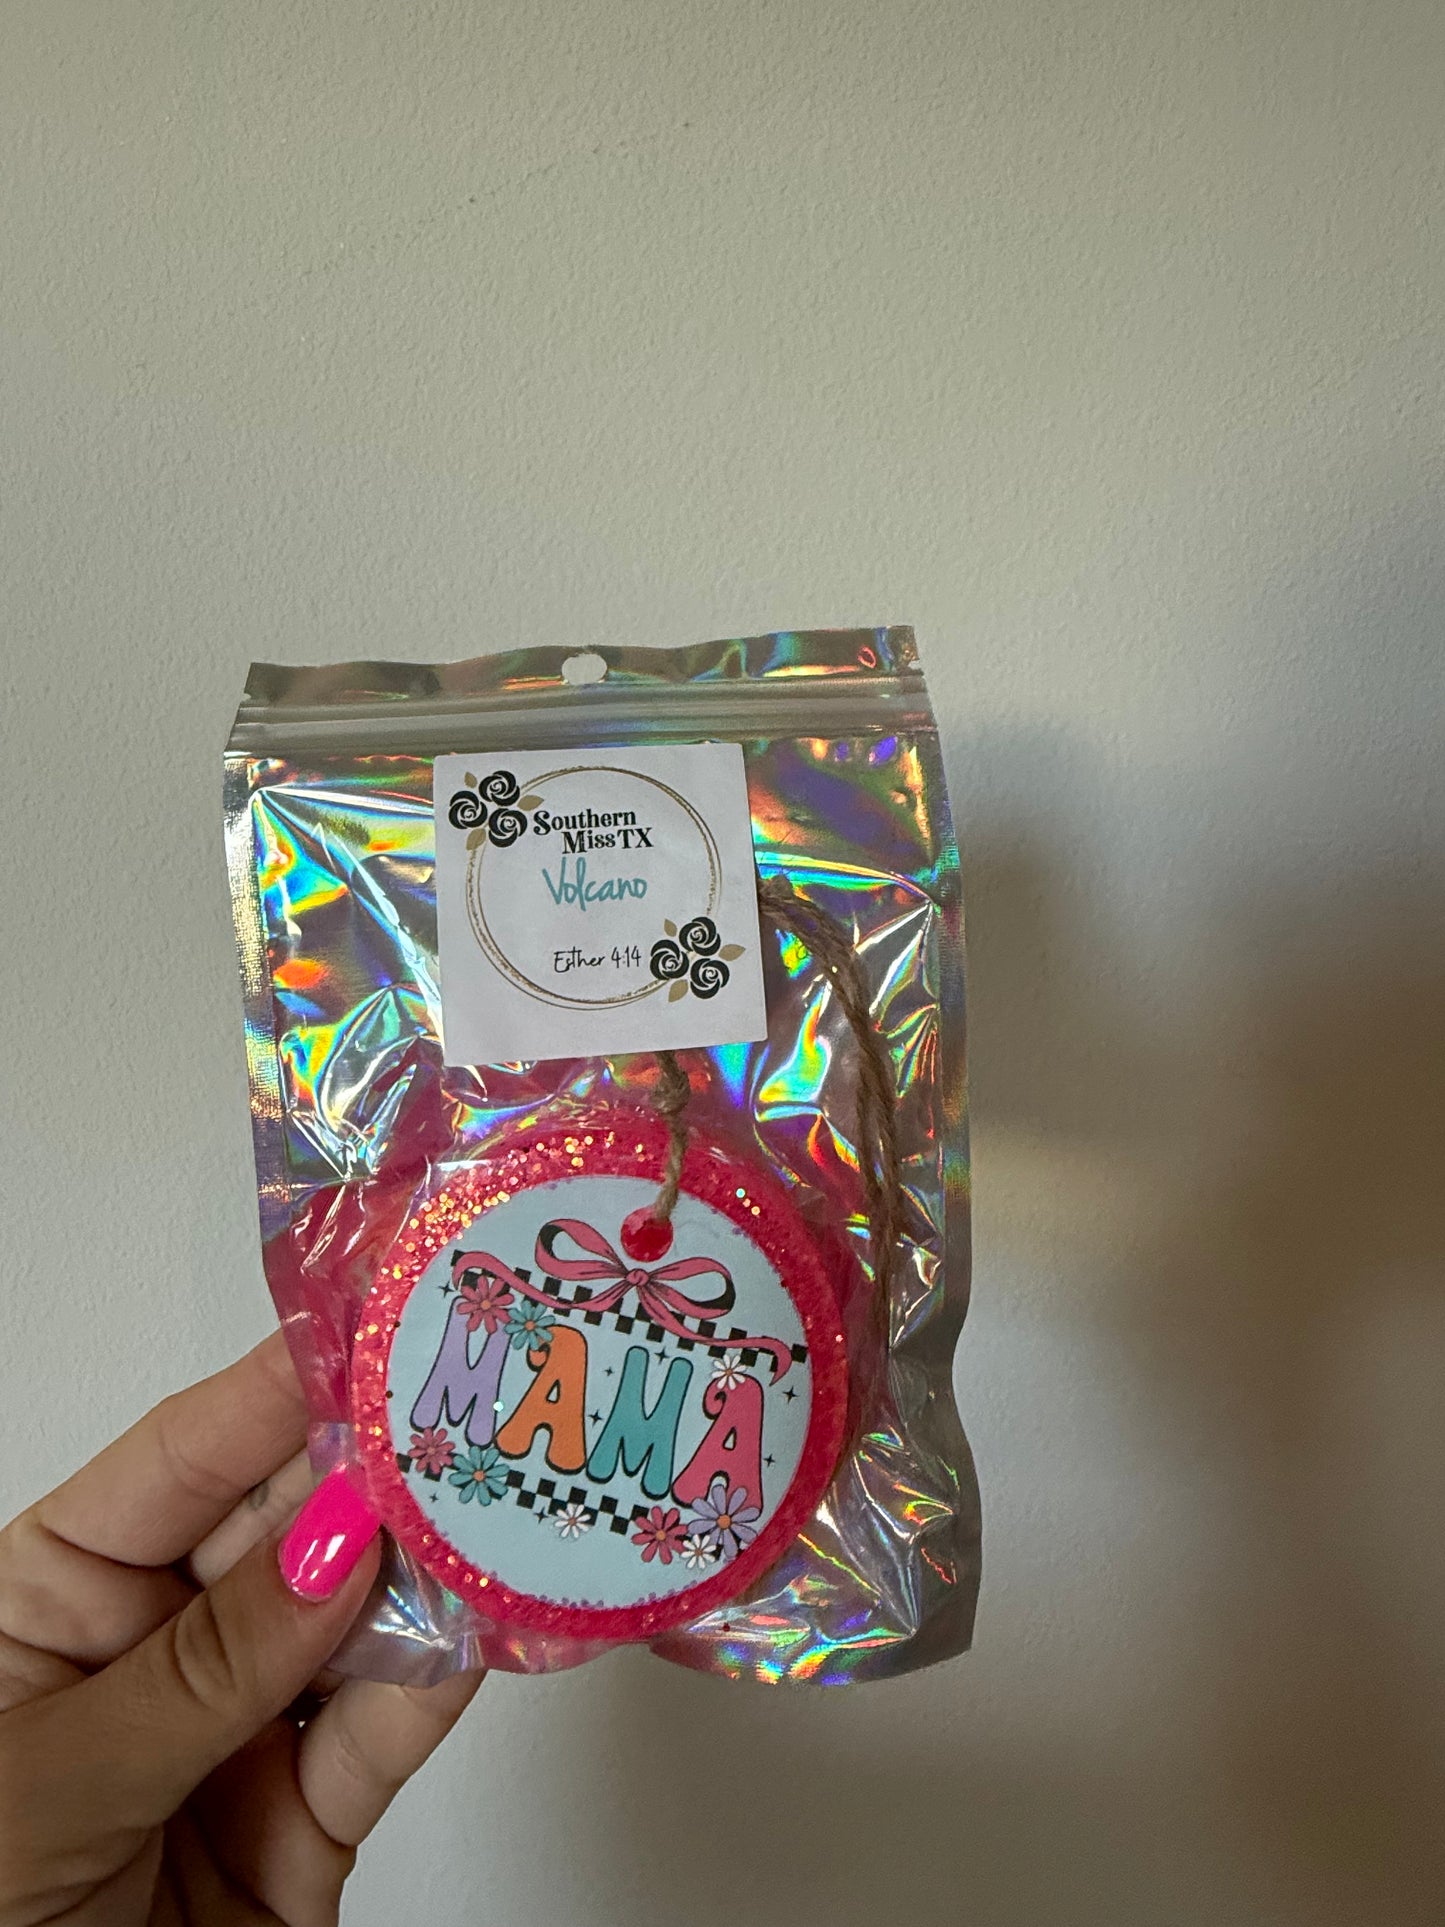 Southern
Miss TX
Volcano
Esther 4:14
MAMA